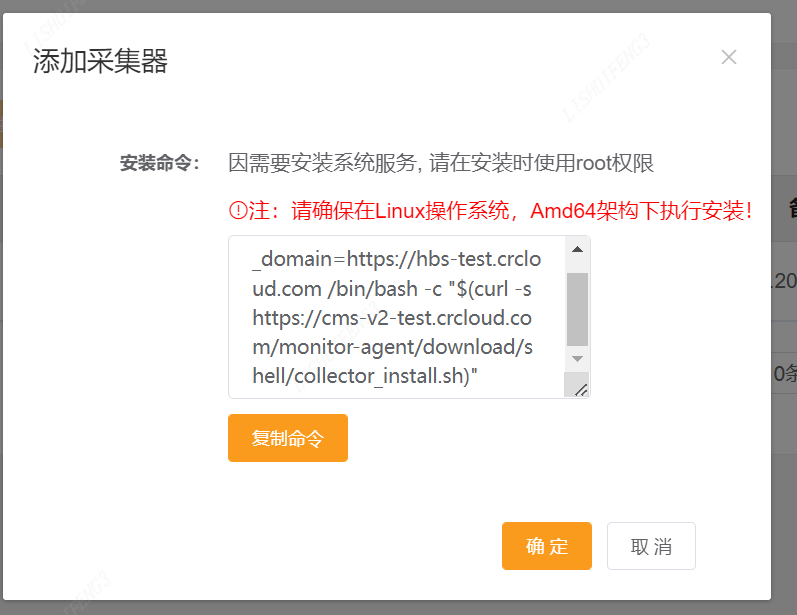 添加采集器
安装命令：
因需要安装系统服务, 请在安装时使用root权限
注：请确保在Linux操作系统，Amd64架构下执行安装！
_domain=https://hbs-test.crclo
ud.com /bin/bash -c "$(curl -s
https://cms-v2-test.crcloud.co
m/monitor-agent/download/s
hell/collector_install.sh)"
复制命令
确 定
取 消
.20
0条
LISHUIFENG3